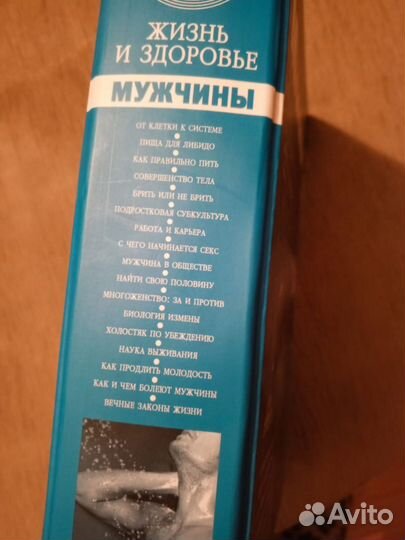 ЖИЗНЬ
И ЗДОРОВЬЕ
МУЖЧИНЫ
ОТ КЛЕТКИ К СИСТЕМЕ
ПИЩА ДЛЯ ЛИБИДО
КАК ПРАВИЛЬНО ПИТЬ
СОВЕРШЕНСТВО ТЕЛА
БРИТЬ ИЛИ НЕ БРИТЬ
ПОДРОСТКОВАЯ СУБКУЛЬТУРА
РАБОТА И КАРЬЕРА
С ЧЕГО НАЧИНАЕТСЯ СЕКС
МУЖЧИНА В ОБЩЕСТВЕ
НАЙТИ СВОЮ ПОЛОВИНУ
МНОГОЖЕНСТВО: ЗА И ПРОТИВ
БИОЛОГИЯ ИЗМЕНЫ
ХОЛОСТЯК ПО УБЕЖДЕНИЮ
НАУКА ВЫЖИВАНИЯ
КАК ПРОДЛИТЬ МОЛОДОСТЬ
КАК И ЧЕМ БОЛЕЮТ МУЖЧИНЫ
ВЕЧНЫЕ ЗАКОНЫ ЖИЗНИ
Avito